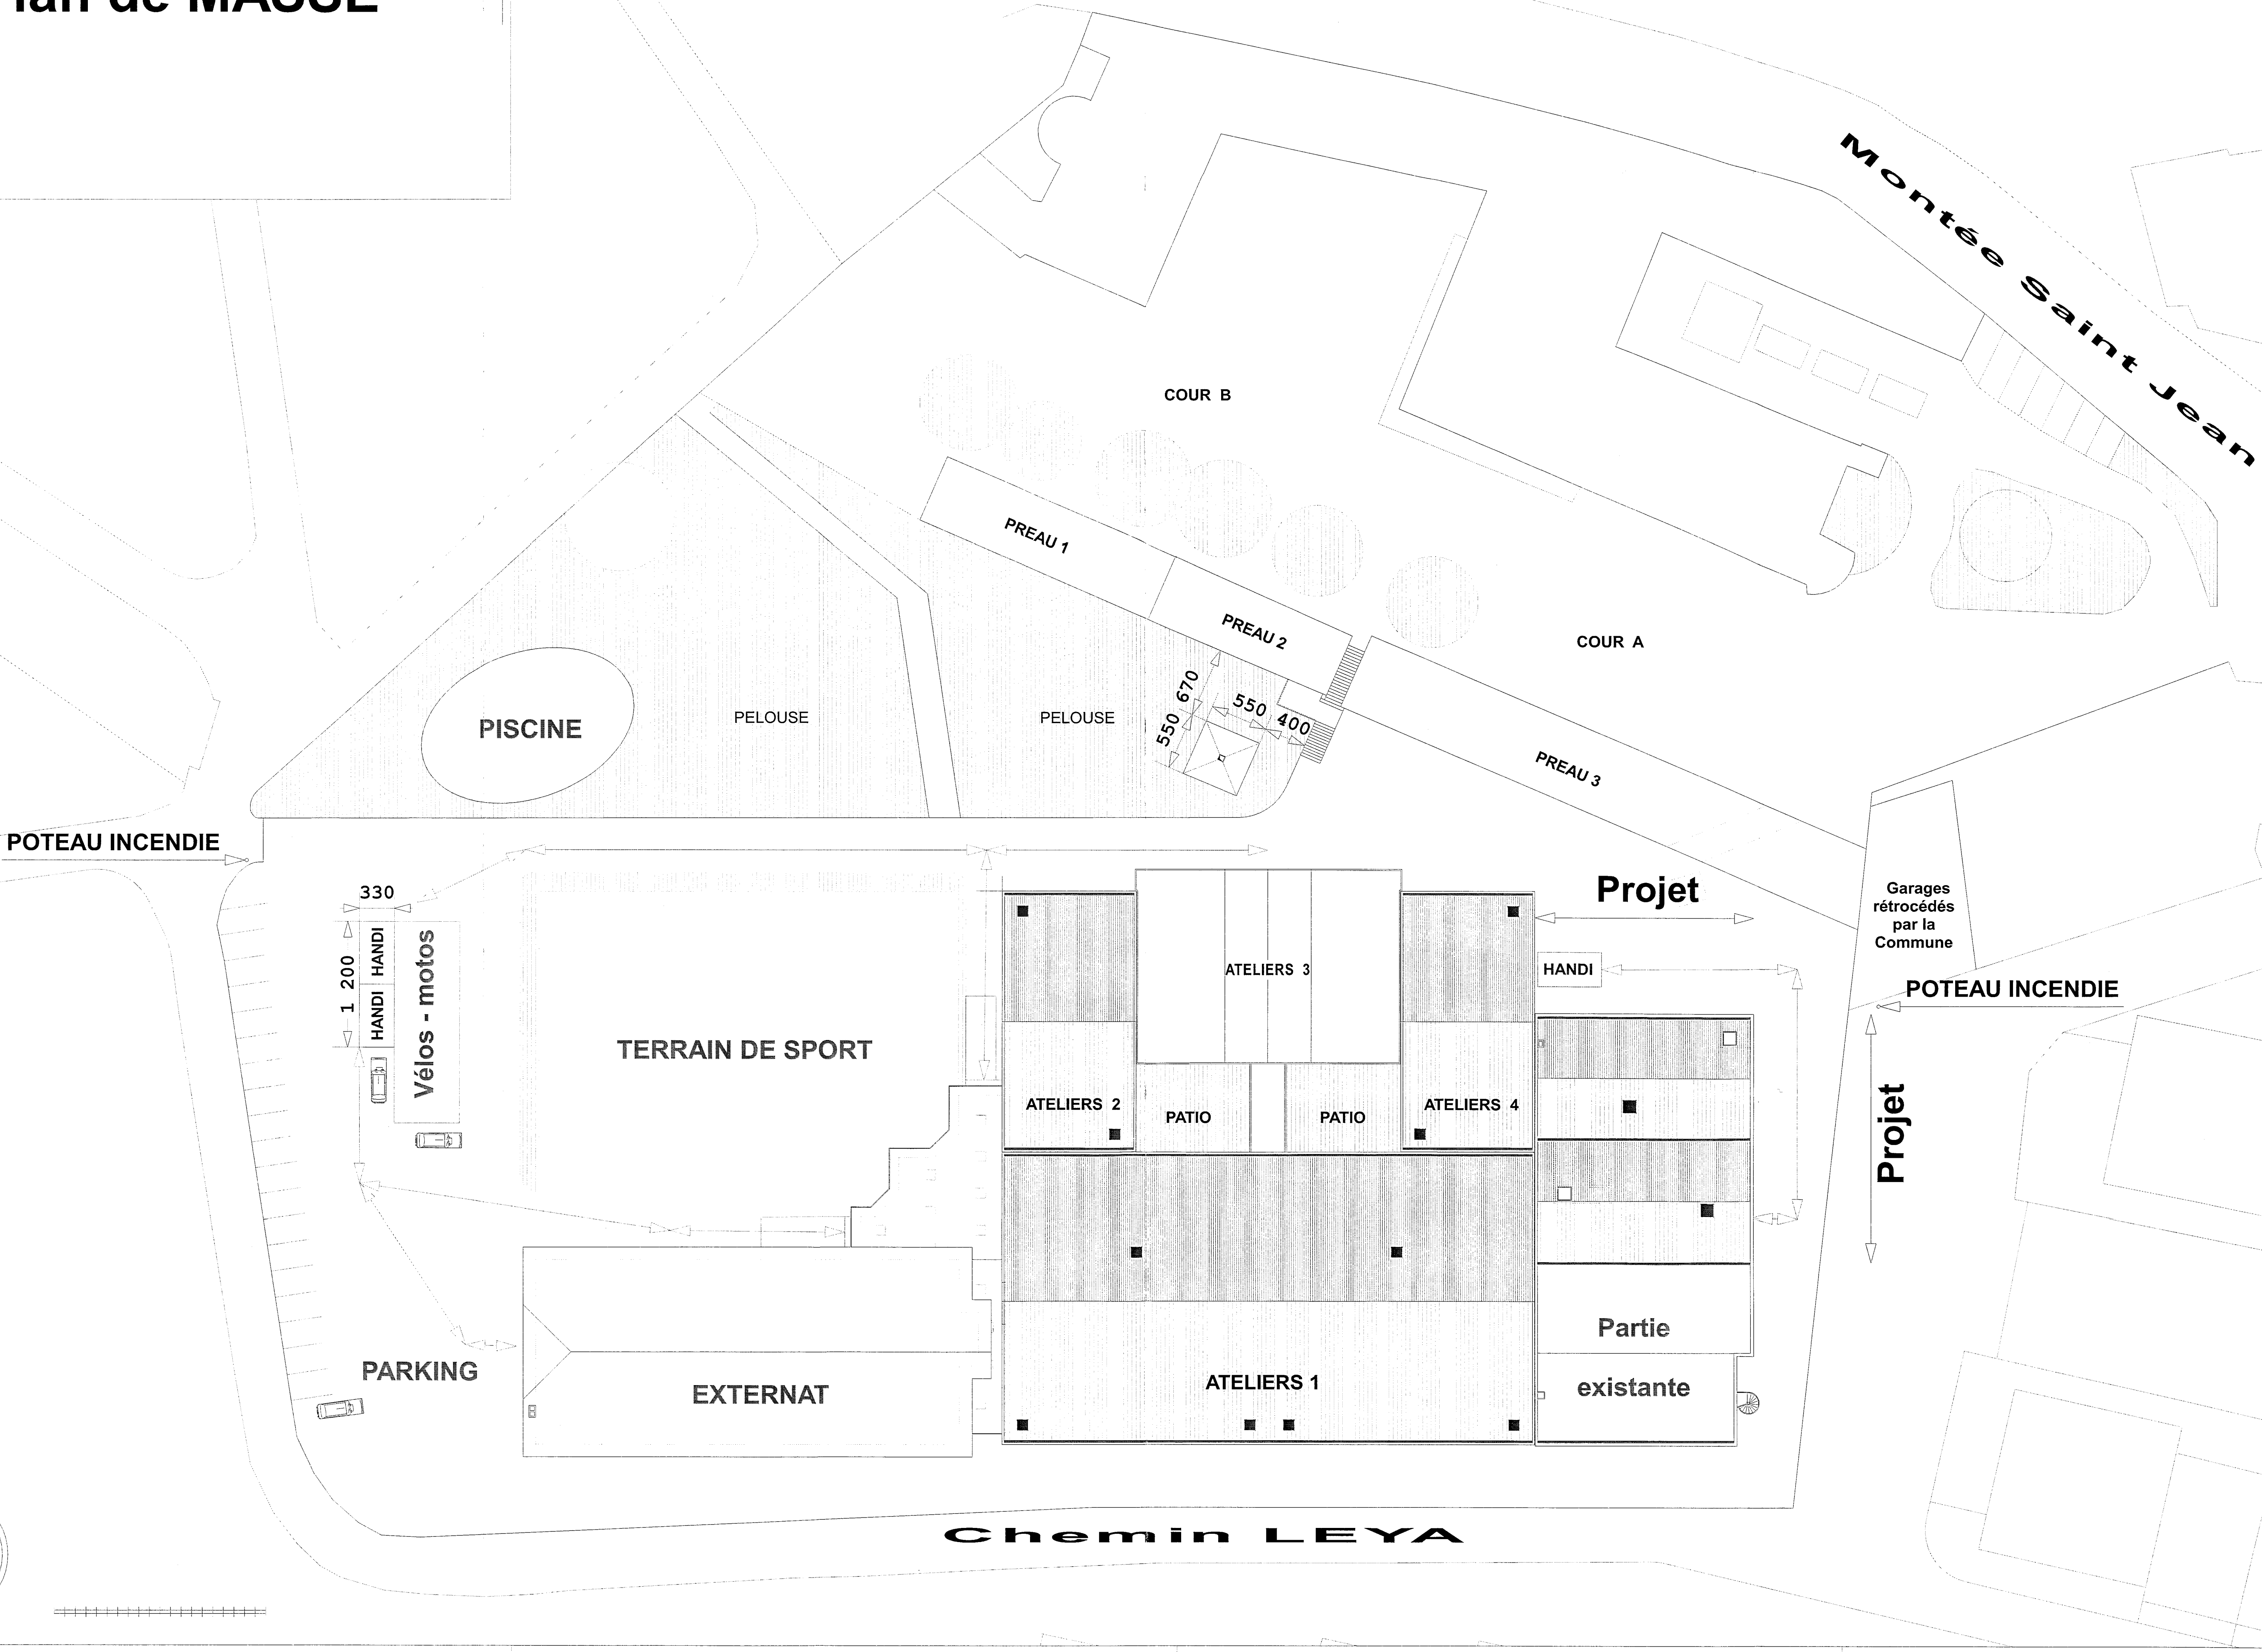 lan de MASSE
Montée Saint Jean
COUR B
PREAU 1
PREAU 2
COUR A
PISCINE
PELOUSE
PELOUSE
670
550
550
400
PREAU 3
POTEAU INCENDIE
330
1 200
HANDI
HANDI
Vélos - motos
TERRAIN DE SPORT
ATELIERS 3
Projet
HANDI
Garages
rétrocédés
par la
Commune
POTEAU INCENDIE
ATELIERS 2
PATIO
PATIO
ATELIERS 4
Projet
Partie
existante
PARKING
EXTERNAT
ATELIERS 1
Chemin LEYA